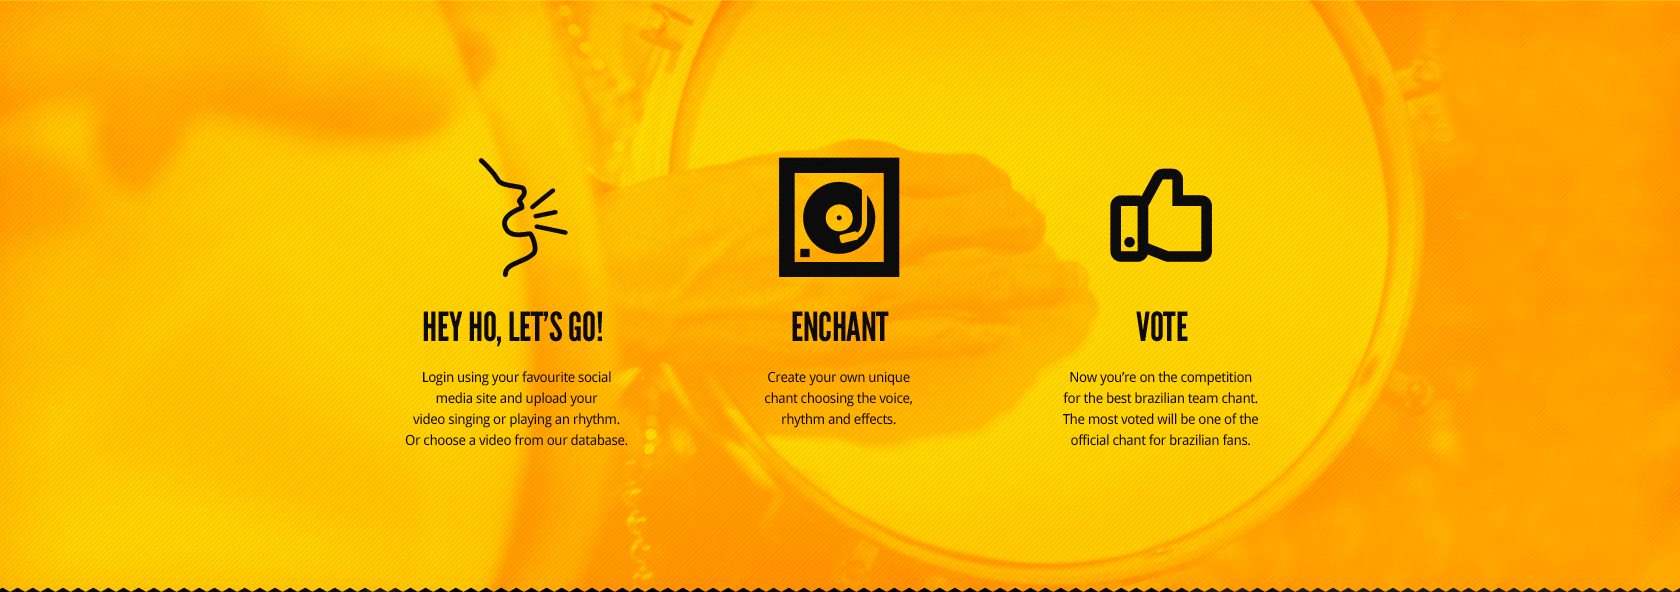 HEY HO, LET'S GO!
Login using your favourite social
media site and upload your
video singing or playing an rhythm.
Or choose a video from our database.
ENCHANT
Create your own unique
chant choosing the voice,
rhythm and effects.
VOTE
Now you're on the competition
for the best brazilian team chant.
The most voted will be one of the
official chant for brazilian fans.